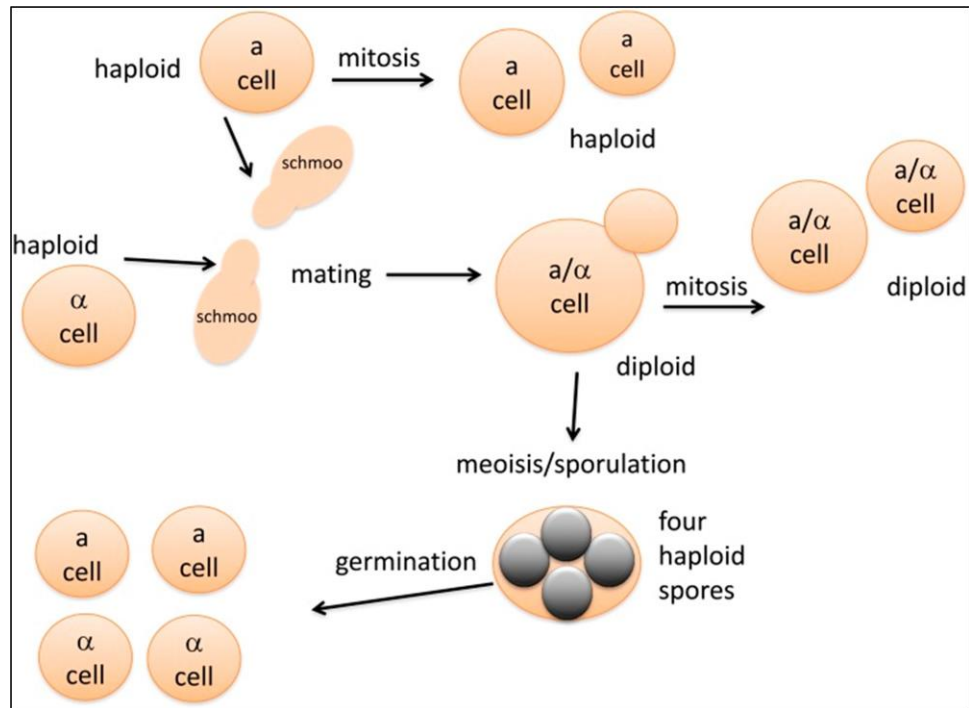 haploid
a
cell
mitosis
a
cell
a
cell
haploid
schmoo
haploid
α
cell
schmoo
mating
a/α
cell
diploid
mitosis
a/α
cell
a/α
cell
diploid
meoisis/sporulation
four
haploid
spores
germination
a
cell
a
cell
α
cell
α
cell